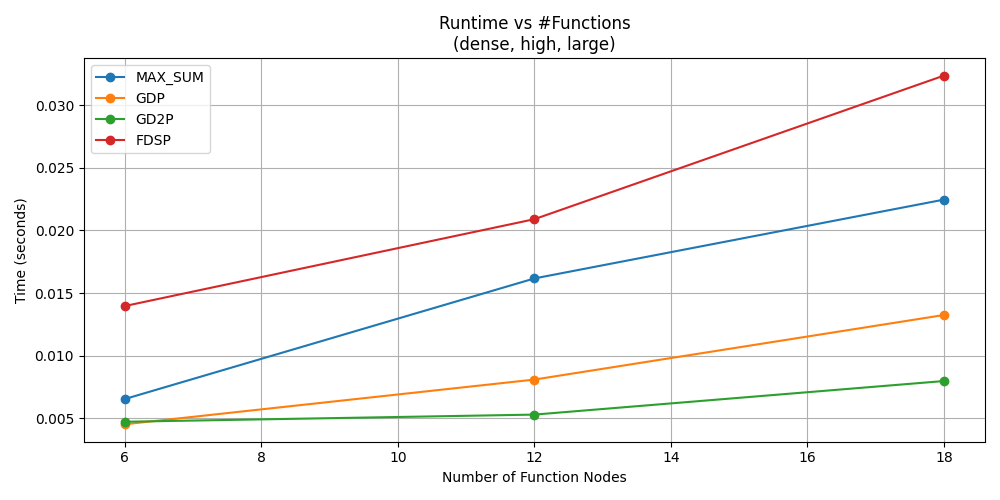 Runtime vs #Functions
(dense, high, large)
MAX_SUM
GDP
GD2P
FDSP
0.030
0.025
0.020
0.015
0.010
0.005
Time (seconds)
6 8 10 12 14 16 18
Number of Function Nodes